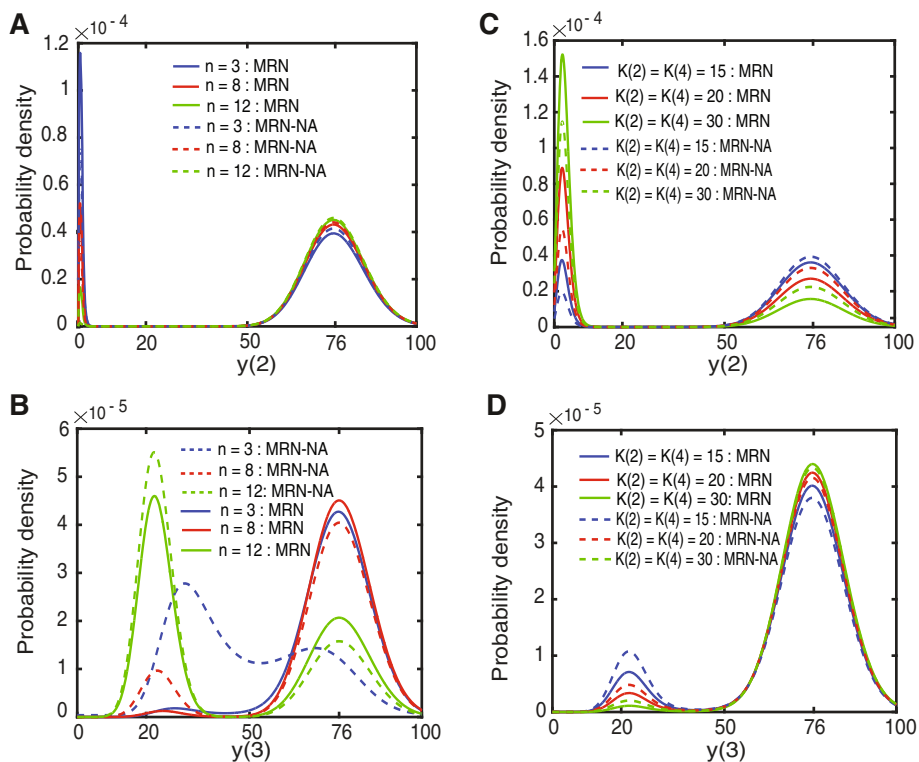 A
×10 -4
Probability density
1.2
1
0.8
0.6
0.4
0.2
0
0
20
50
76
100
y(2)
n = 3 : MRN
n = 8 : MRN
n = 12 : MRN
n = 3 : MRN-NA
n = 8 : MRN-NA
n = 12 : MRN-NA
C
×10 -4
Probability density
1.6
1.4
1.2
1
0.8
0.6
0.4
0.2
0
0
20
50
76
100
y(2)
K(2) = K(4) = 15 : MRN
K(2) = K(4) = 20 : MRN
K(2) = K(4) = 30 : MRN
K(2) = K(4) = 15 : MRN-NA
K(2) = K(4) = 20 : MRN-NA
K(2) = K(4) = 30 : MRN-NA
B
×10 -5
Probability density
6
5
4
3
2
1
0
0
20
50
76
100
y(3)
n = 3 : MRN-NA
n = 8 : MRN-NA
n = 12: MRN-NA
n = 3 : MRN
n = 8 : MRN
n = 12 : MRN
D
×10 -5
Probability density
5
4
3
2
1
0
0
20
50
76
100
y(3)
K(2) = K(4) = 15 : MRN
K(2) = K(4) = 20 : MRN
K(2) = K(4) = 30 : MRN
K(2) = K(4) = 15 : MRN-NA
K(2) = K(4) = 20 : MRN-NA
K(2) = K(4) = 30 : MRN-NA